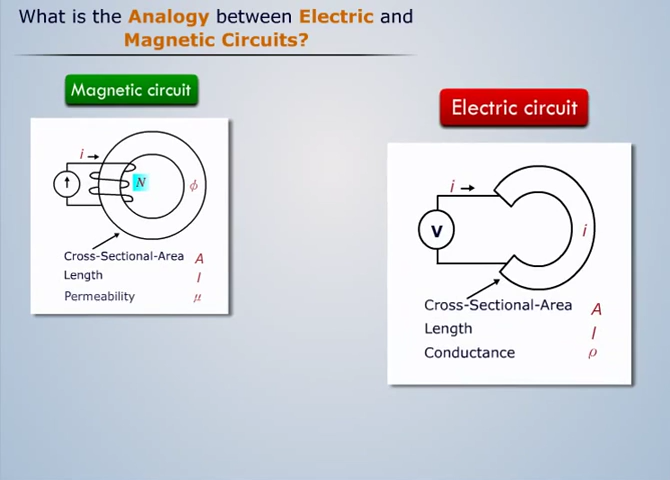 What is the Analogy between Electric and
Magnetic Circuits?
Magnetic circuit
i
N
ϕ
Cross-Sectional-Area A
Length l
Permeability μ
Electric circuit
i
V
i
Cross-Sectional-Area A
Length l
Conductance ρ